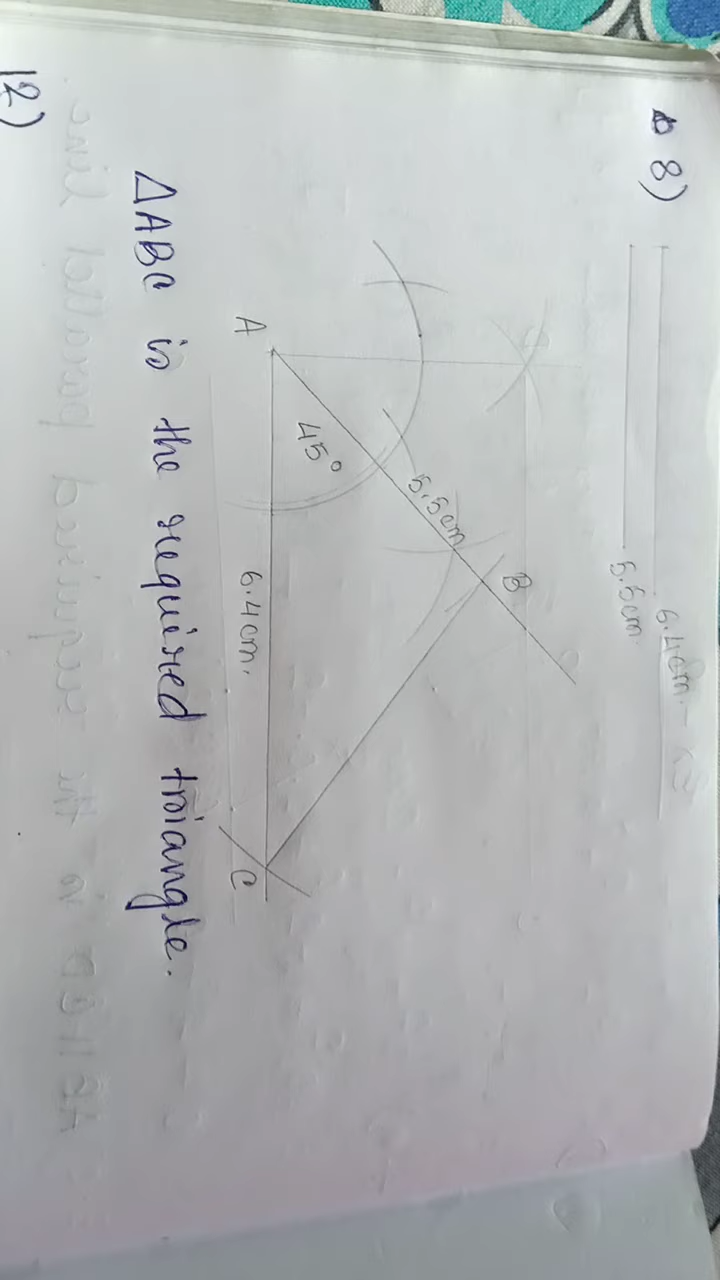 8)
6.4cm
5.5cm.
B
5.5cm
A
45°
6.4cm.
C
ΔABC is the required triangle.
12)